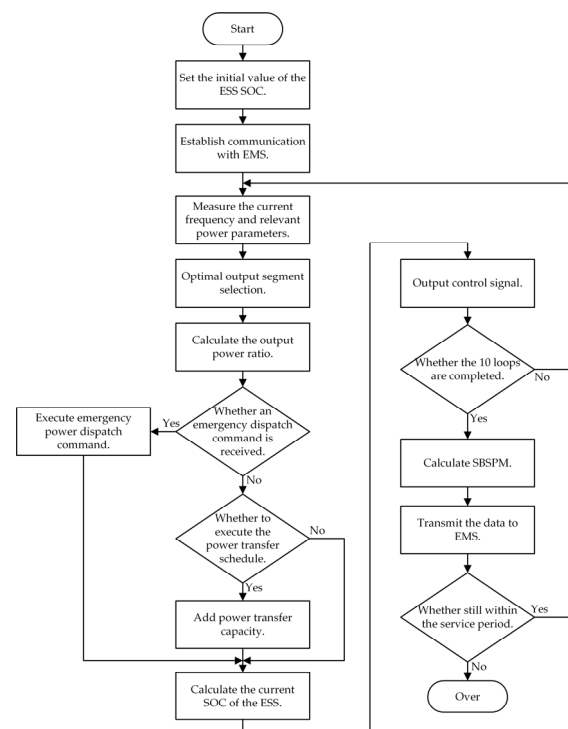 Start
Set the initial value of the
ESS SOC.
Establish communication
with EMS.
Measure the current
frequency and relevant
power parameters.
Optimal output segment
selection.
Calculate the output
power ratio.
Whether an
emergency dispatch
command is
received.
Yes
Execute emergency
power dispatch
command.
No
Whether to
execute the
power transfer
schedule.
No
Yes
Add power transfer
capacity.
Calculate the current
SOC of the ESS.
Output control signal.
Whether the 10 loops
are completed.
No
Yes
Calculate SBSPM.
Transmit the data to
EMS.
Whether still within
the service period.
Yes
No
Over